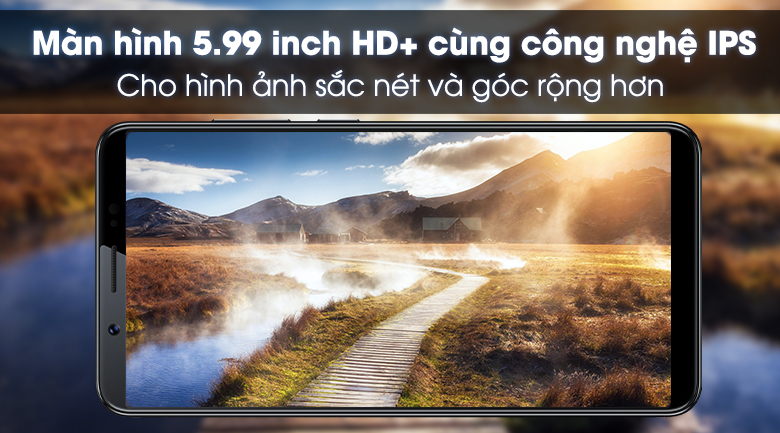 Màn hình 5.99 inch HD+ cùng công nghệ IPS
Cho hình ảnh sắc nét và góc rộng hơn